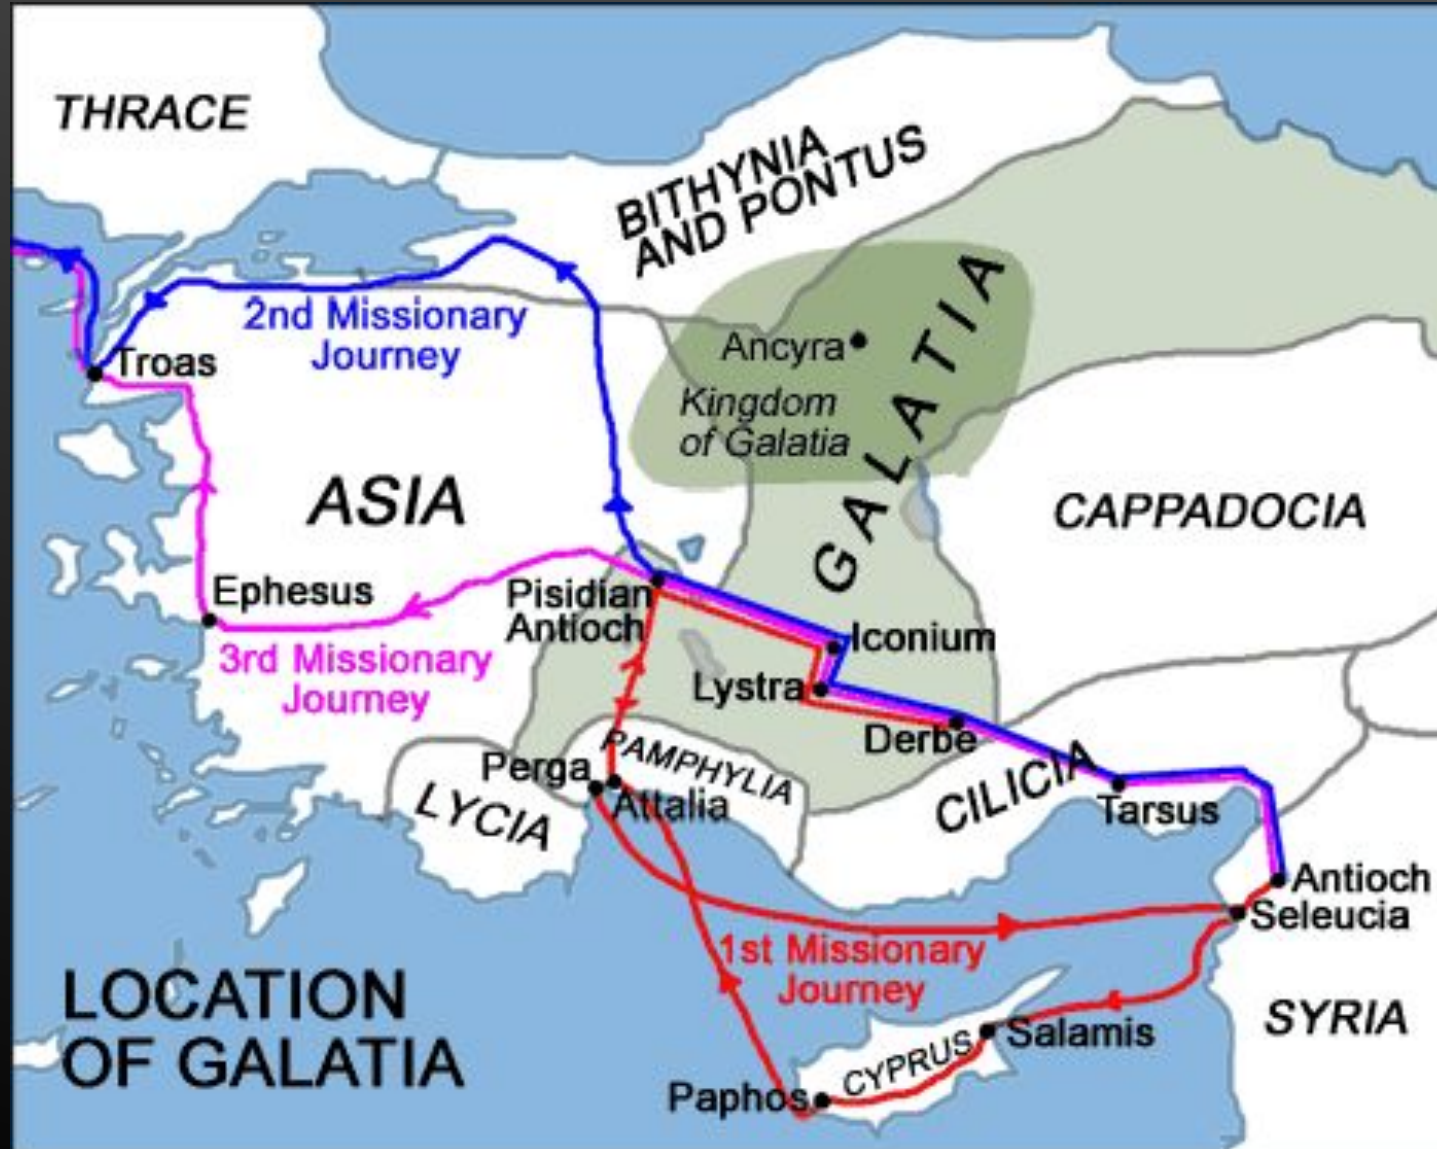 THRACE
BITHYNIA
AND PONTUS
2nd Missionary
Journey
Troas
Ancyra
Kingdom
of Galatia
GALATIA
ASIA
CAPPADOCIA
Ephesus
Pisidian
Antioch
Iconium
3rd Missionary
Journey
Lystra
Derbe
Perga
PAMPHYLIA
Attalia
LYCIA
CILICIA
Tarsus
Antioch
Seleucia
1st Missionary
Journey
LOCATION
OF GALATIA
SYRIA
Salamis
CYPRUS
Paphos